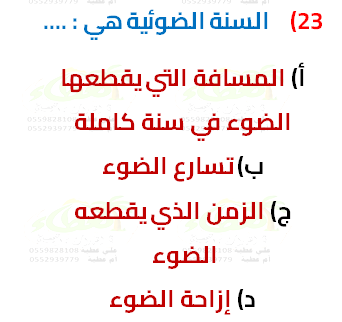 23) السنة الضوئية هي : ....
أ) المسافة التي يقطعها
الضوء في سنة كاملة
ب) تسارع الضوء
ج) الزمن الذي يقطعه
الضوء
د) إزاحة الضوء